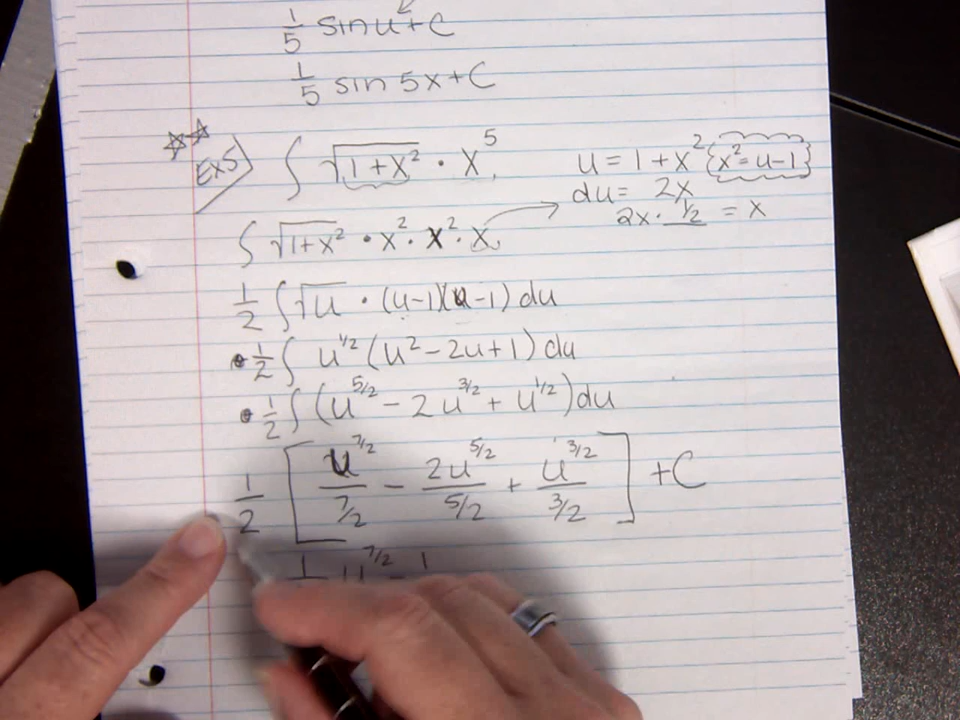 1/5 sin u + C
1/5 sin 5x + C
Ex5 ∫ √(1+x²) · x⁵ u = 1 + x² {x² = u-1}
du = 2x
2x · 1/2 = x
∫ √(1+x²) · x² · x² · x
1/2 ∫ √u · (u-1)(u-1) du
· 1/2 ∫ u^(1/2) (u² - 2u + 1) du
· 1/2 ∫ (u^(5/2) - 2u^(3/2) + u^(1/2)) du
1/2 [ u^(7/2)/(7/2) - 2u^(5/2)/(5/2) + u^(3/2)/(3/2) ] + C
u^(7/2) -